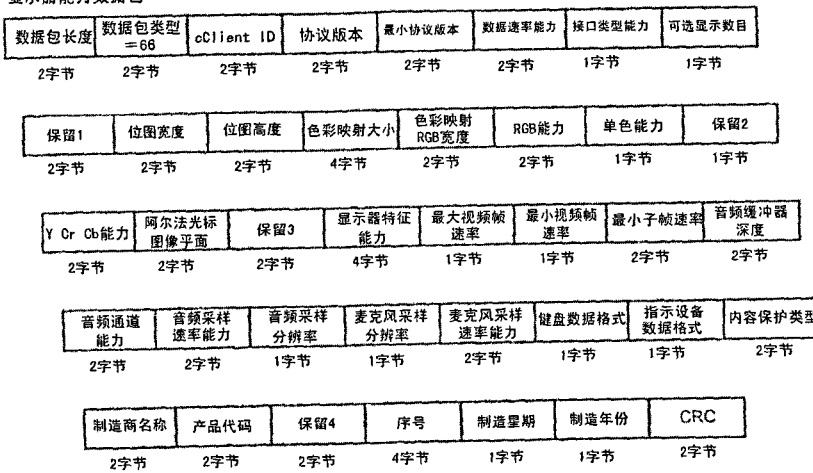 数据包长度 数据包类型=66 cClient ID 协议版本 最小协议版本 数据速率能力 接口类型能力 可选显示数目
2字节 2字节 2字节 2字节 2字节 2字节 1字节 1字节
保留1 位图宽度 位图高度 色彩映射大小 色彩映射RGB宽度 RGB能力 单色能力 保留2
2字节 2字节 2字节 4字节 2字节 2字节 1字节 1字节
Y Cr Cb能力 阿尔法光标图像平面 保留3 显示器特征能力 最大视频帧速率 最小视频帧速率 最小子帧速率 音频缓冲器深度
2字节 2字节 2字节 4字节 1字节 1字节 2字节 2字节
音频通道能力 音频采样速率能力 音频采样分辨率 麦克风采样分辨率 麦克风采样速率能力 键盘数据格式 指示设备数据格式 内容保护类型
2字节 2字节 1字节 1字节 2字节 1字节 1字节 2字节
制造商名称 产品代码 保留4 序号 制造星期 制造年份 CRC
2字节 2字节 2字节 4字节 1字节 1字节 2字节